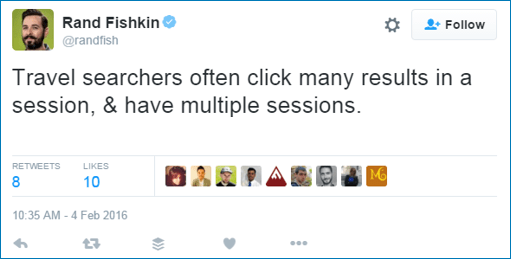 Rand Fishkin
@randfish
Follow
Travel searchers often click many results in a
session, & have multiple sessions.
RETWEETS
8
LIKES
10
10:35 AM - 4 Feb 2016